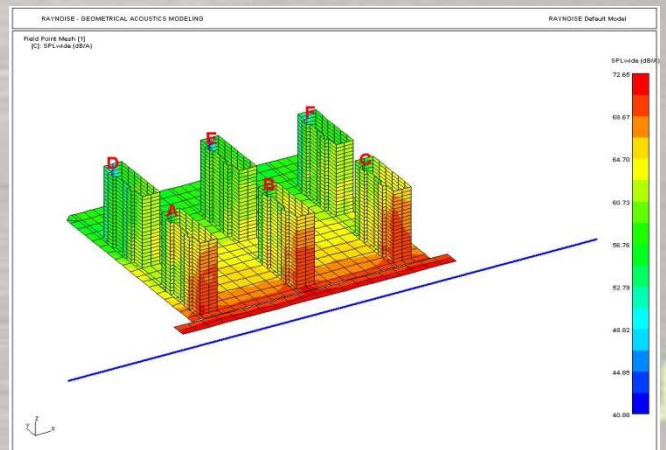 RAYNOISE - GEOMETRICAL ACOUSTICS MODELING
RAYNOISE Default Model
Field Point Mesh [1]
[C]: SPLwide (dB/A)
SPLwide (dB/A)
72.65
68.67
64.70
60.73
56.76
52.79
48.82
44.85
40.88
F
E
D
C
B
A
Z
Y
X